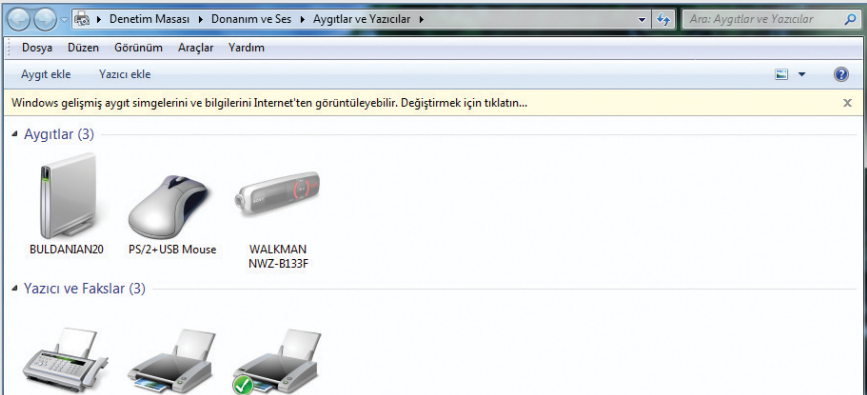 Denetim Masası ▸ Donanım ve Ses ▸ Aygıtlar ve Yazıcılar ▸
Ara: Aygıtlar ve Yazıcılar
Dosya Düzen Görünüm Araçlar Yardım
Aygıt ekle Yazıcı ekle
Windows gelişmiş aygıt simgelerini ve bilgilerini Internet'ten görüntüleyebilir. Değiştirmek için tıklatın... x
Aygıtlar (3)
BULDANIAN20 PS/2+USB Mouse WALKMAN
NWZ-B133F
Yazıcı ve Fakslar (3)